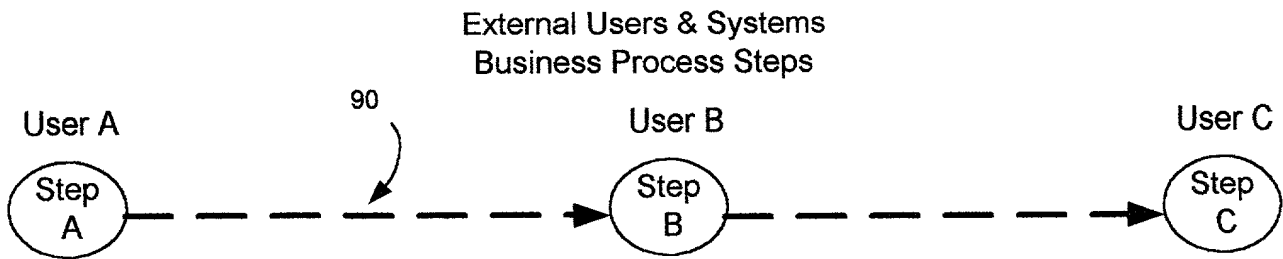 External Users & Systems
Business Process Steps
90
User A
User B
User C
Step
A
Step
B
Step
C